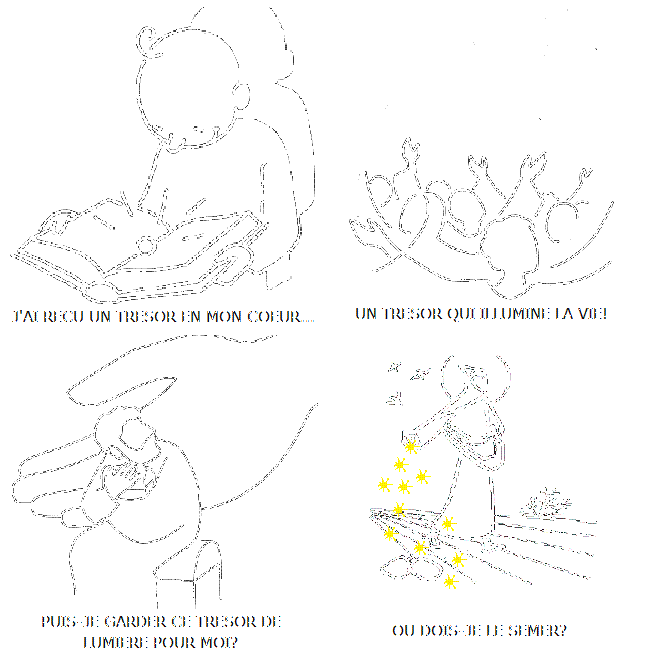 J'AI RECU UN TRESOR EN MON COEUR.....
UN TRESOR QUI ILLUMINE LA VIE!
PUIS-JE GARDER CE TRESOR DE
LUMIERE POUR MOI?
OU DOIS-JE LE SEMER?